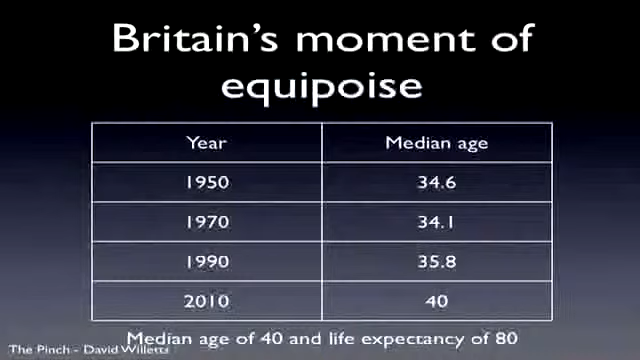 Britain's moment of
equipoise
Year Median age
1950 34.6
1970 34.1
1990 35.8
2010 40
Median age of 40 and life expectancy of 80
The Pinch - David Willetts